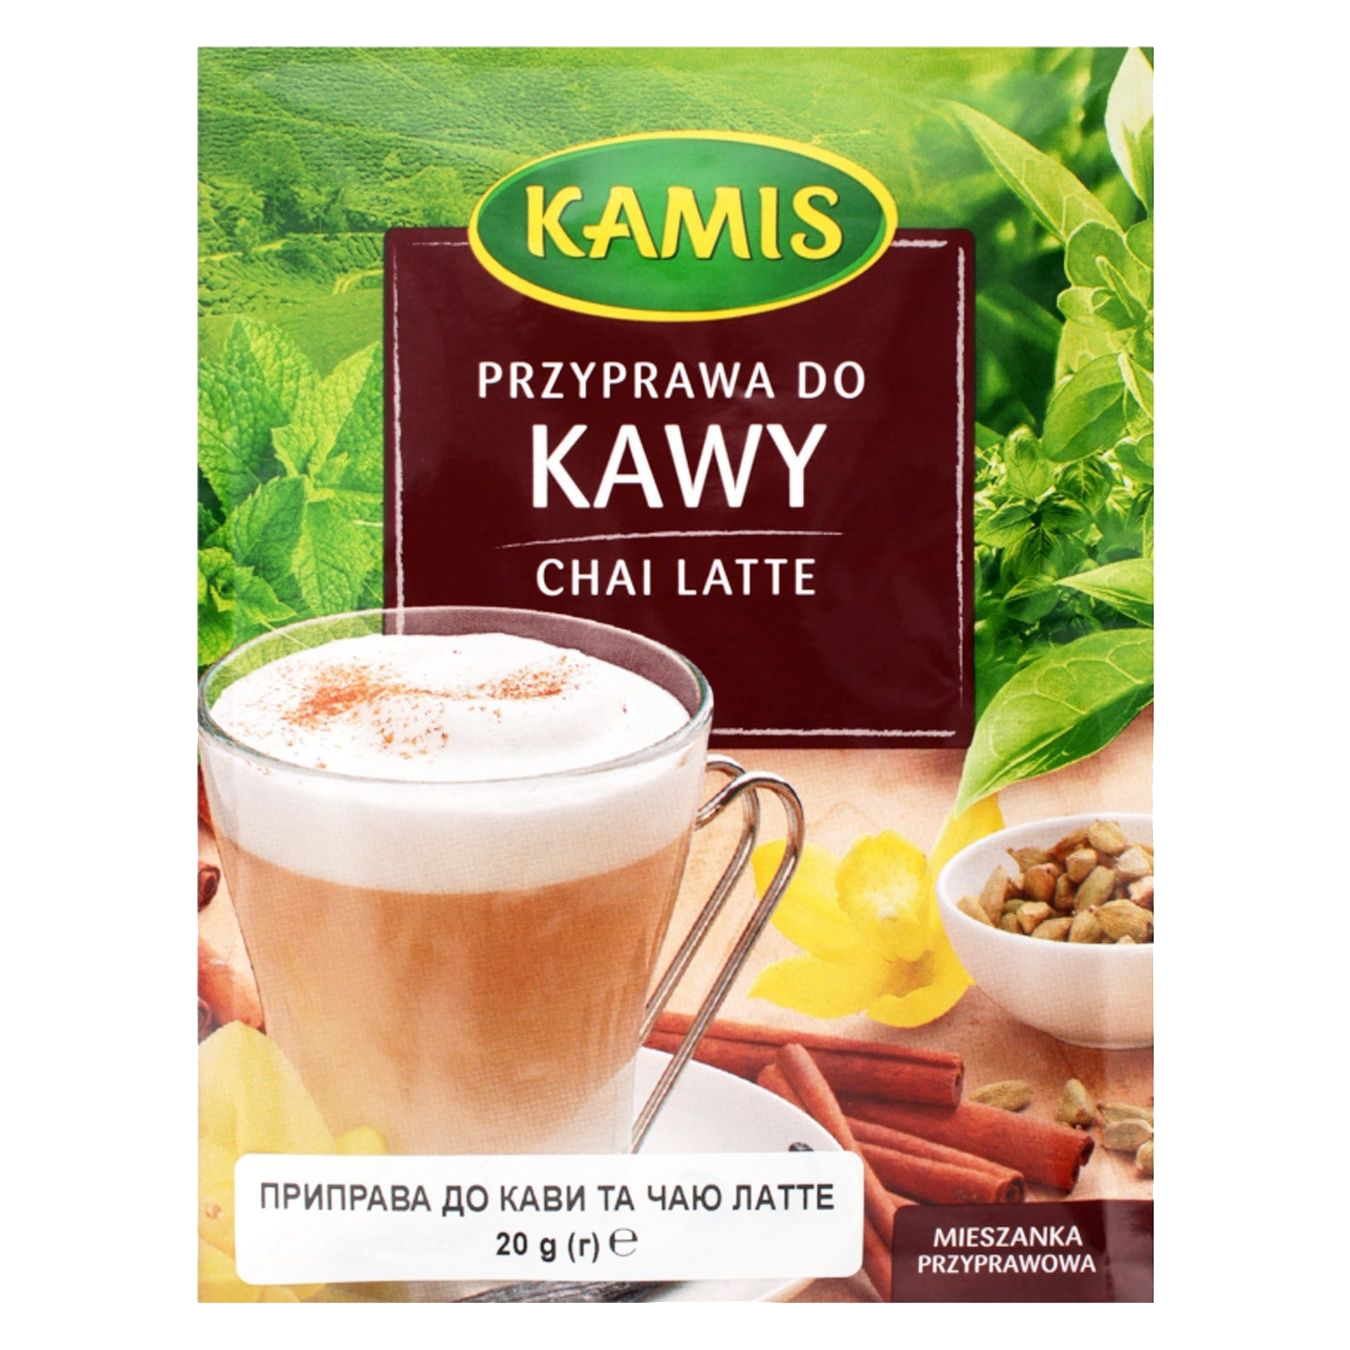 KAMIS
PRZYPRAWA DO
KAWY
CHAI LATTE
ПРИПРАВА ДО КАВИ ТА ЧАЮ ЛАТТЕ
20 g (г) ℮
MIESZANKA
PRZYPRAWOWA